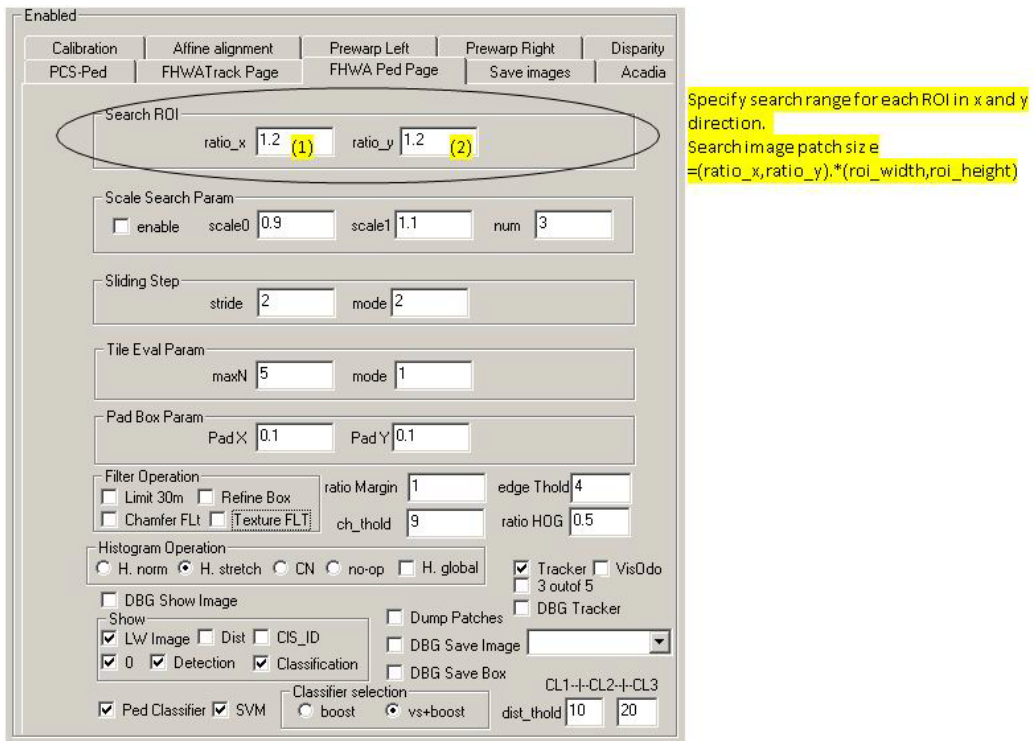 Enabled
Calibration Affine alignment Prewarp Left Prewarp Right Disparity
PCS-Ped FHWATrack Page FHWA Ped Page Save images Acadia
Search ROI
ratio_x 1.2 (1) ratio_y 1.2 (2)
Specify search range for each ROI in x and y
direction.
Search image patch size
=(ratio_x,ratio_y).*(roi_width,roi_height)
Scale Search Param
enable scale0 0.9 scale1 1.1 num 3
Sliding Step
stride 2 mode 2
Tile Eval Param
maxN 5 mode 1
Pad Box Param
Pad X 0.1 Pad Y 0.1
Filter Operation
Limit 30m Refine Box ratio Margin 1 edge Thold 4
Chamfer FLt Texture FLT ch_thold 9 ratio HOG 0.5
Histogram Operation
H. norm H. stretch CN no-op H. global Tracker VisOdo
3 outof 5
DBG Show Image DBG Tracker
Show Dump Patches
LW Image Dist CIS_ID DBG Save Image
0 Detection Classification DBG Save Box
CL1--|--CL2--|--CL3
Classifier selection
Ped Classifier SVM boost vs+boost dist_thold 10 20